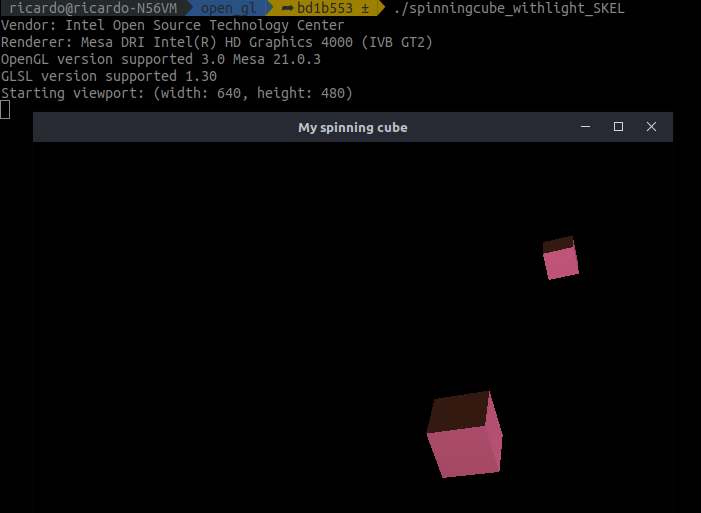 ricardo@ricardo-N56VM open_gl ➦ bd1b553 ± ./spinningcube_withlight_SKEL
Vendor: Intel Open Source Technology Center
Renderer: Mesa DRI Intel(R) HD Graphics 4000 (IVB GT2)
OpenGL version supported 3.0 Mesa 21.0.3
GLSL version supported 1.30
Starting viewport: (width: 640, height: 480)
My spinning cube